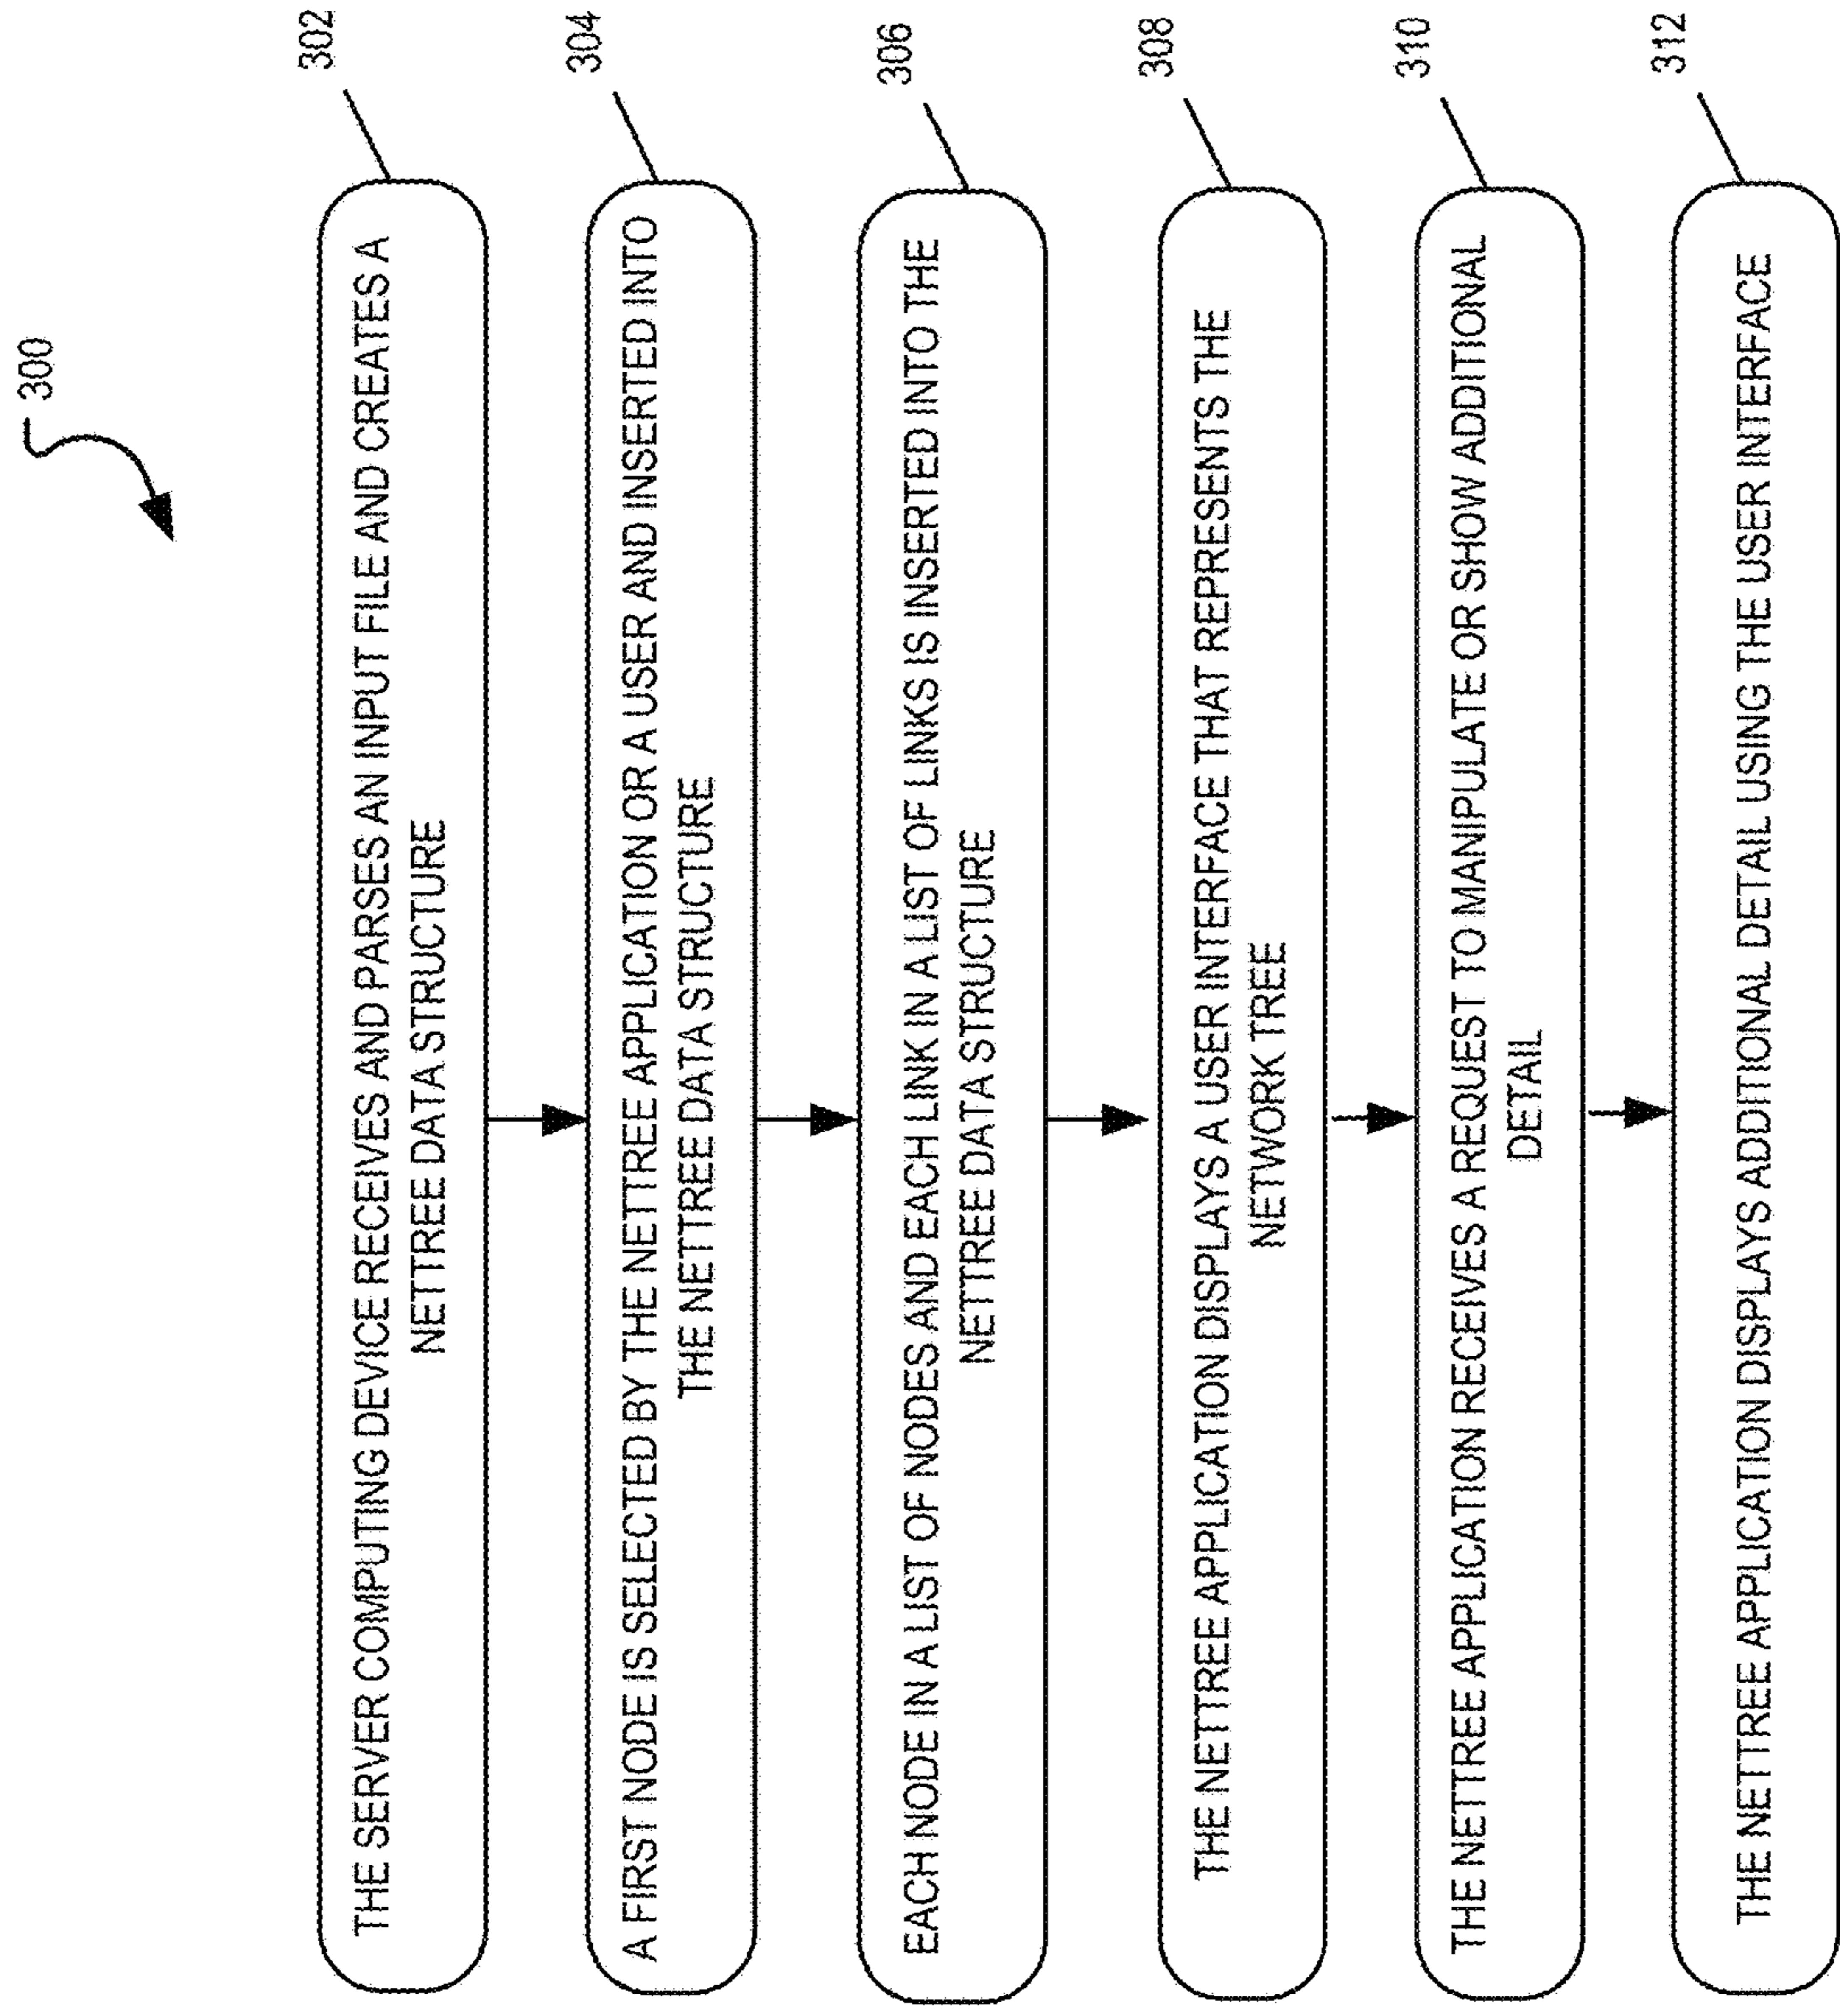 300
302
THE SERVER COMPUTING DEVICE RECEIVES AND PARSES AN INPUT FILE AND CREATES A
NETTREE DATA STRUCTURE
304
A FIRST NODE IS SELECTED BY THE NETTREE APPLICATION OR A USER AND INSERTED INTO
THE NETTREE DATA STRUCTURE
306
EACH NODE IN A LIST OF NODES AND EACH LINK IN A LIST OF LINKS IS INSERTED INTO THE
NETTREE DATA STRUCTURE
308
THE NETTREE APPLICATION DISPLAYS A USER INTERFACE THAT REPRESENTS THE
NETWORK TREE
310
THE NETTREE APPLICATION RECEIVES A REQUEST TO MANIPULATE OR SHOW ADDITIONAL
DETAIL
312
THE NETTREE APPLICATION DISPLAYS ADDITIONAL DETAIL USING THE USER INTERFACE